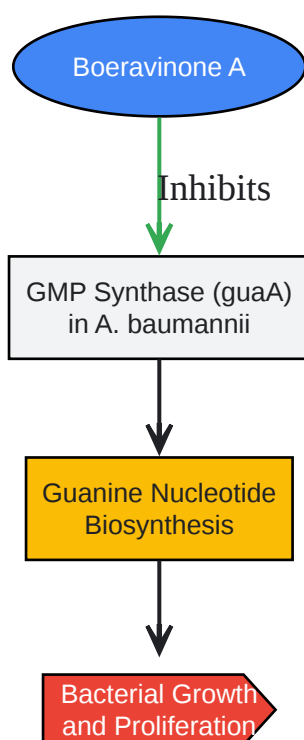 Boeravinone A
Inhibits
GMP Synthase (guaA)
in A. baumannii
Guanine Nucleotide
Biosynthesis
Bacterial Growth
and Proliferation